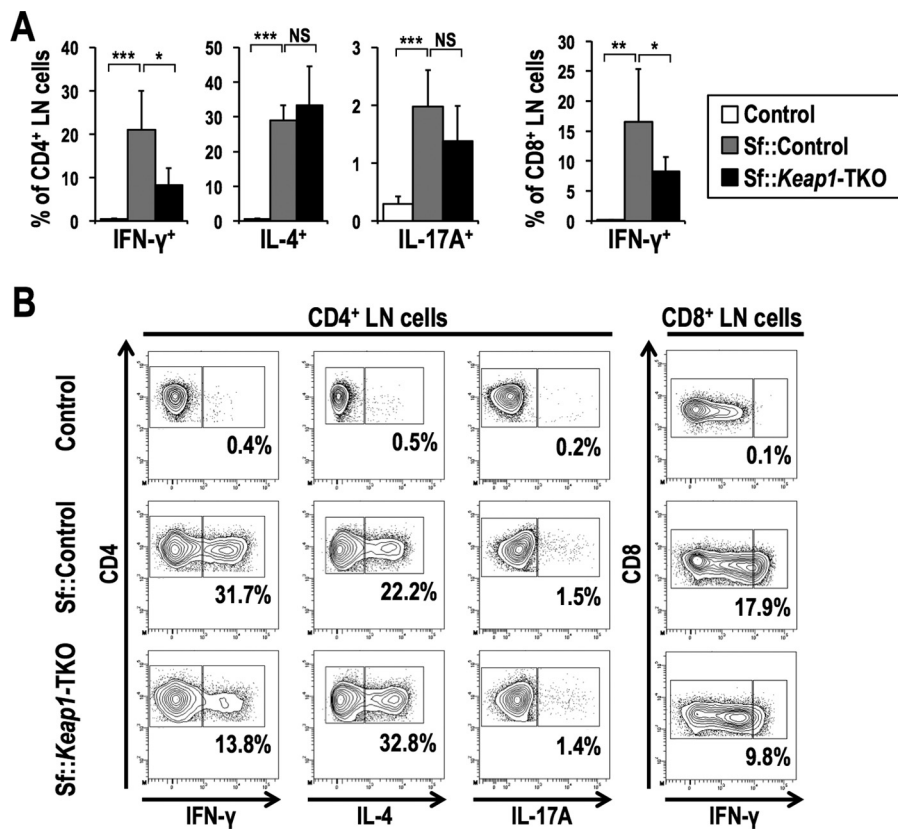 A
% of CD4⁺ LN cells
40
30
20
10
0
***
*
IFN-γ⁺
50
40
30
20
10
0
***
NS
IL-4⁺
3
2
1
0
***
NS
IL-17A⁺
% of CD8⁺ LN cells
30
25
20
15
10
5
0
**
*
IFN-γ⁺
Control
Sf::Control
Sf::Keap1-TKO
B
CD4⁺ LN cells
CD8⁺ LN cells
Control
0.4%
0.5%
0.2%
0.1%
Sf::Control
CD4
CD8
31.7%
22.2%
1.5%
17.9%
Sf::Keap1-TKO
13.8%
32.8%
1.4%
9.8%
IFN-γ
IL-4
IL-17A
IFN-γ